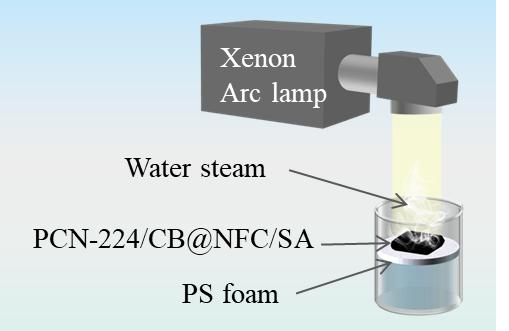 Xenon
Arc lamp
Water steam
PCN-224/CB@NFC/SA
PS foam